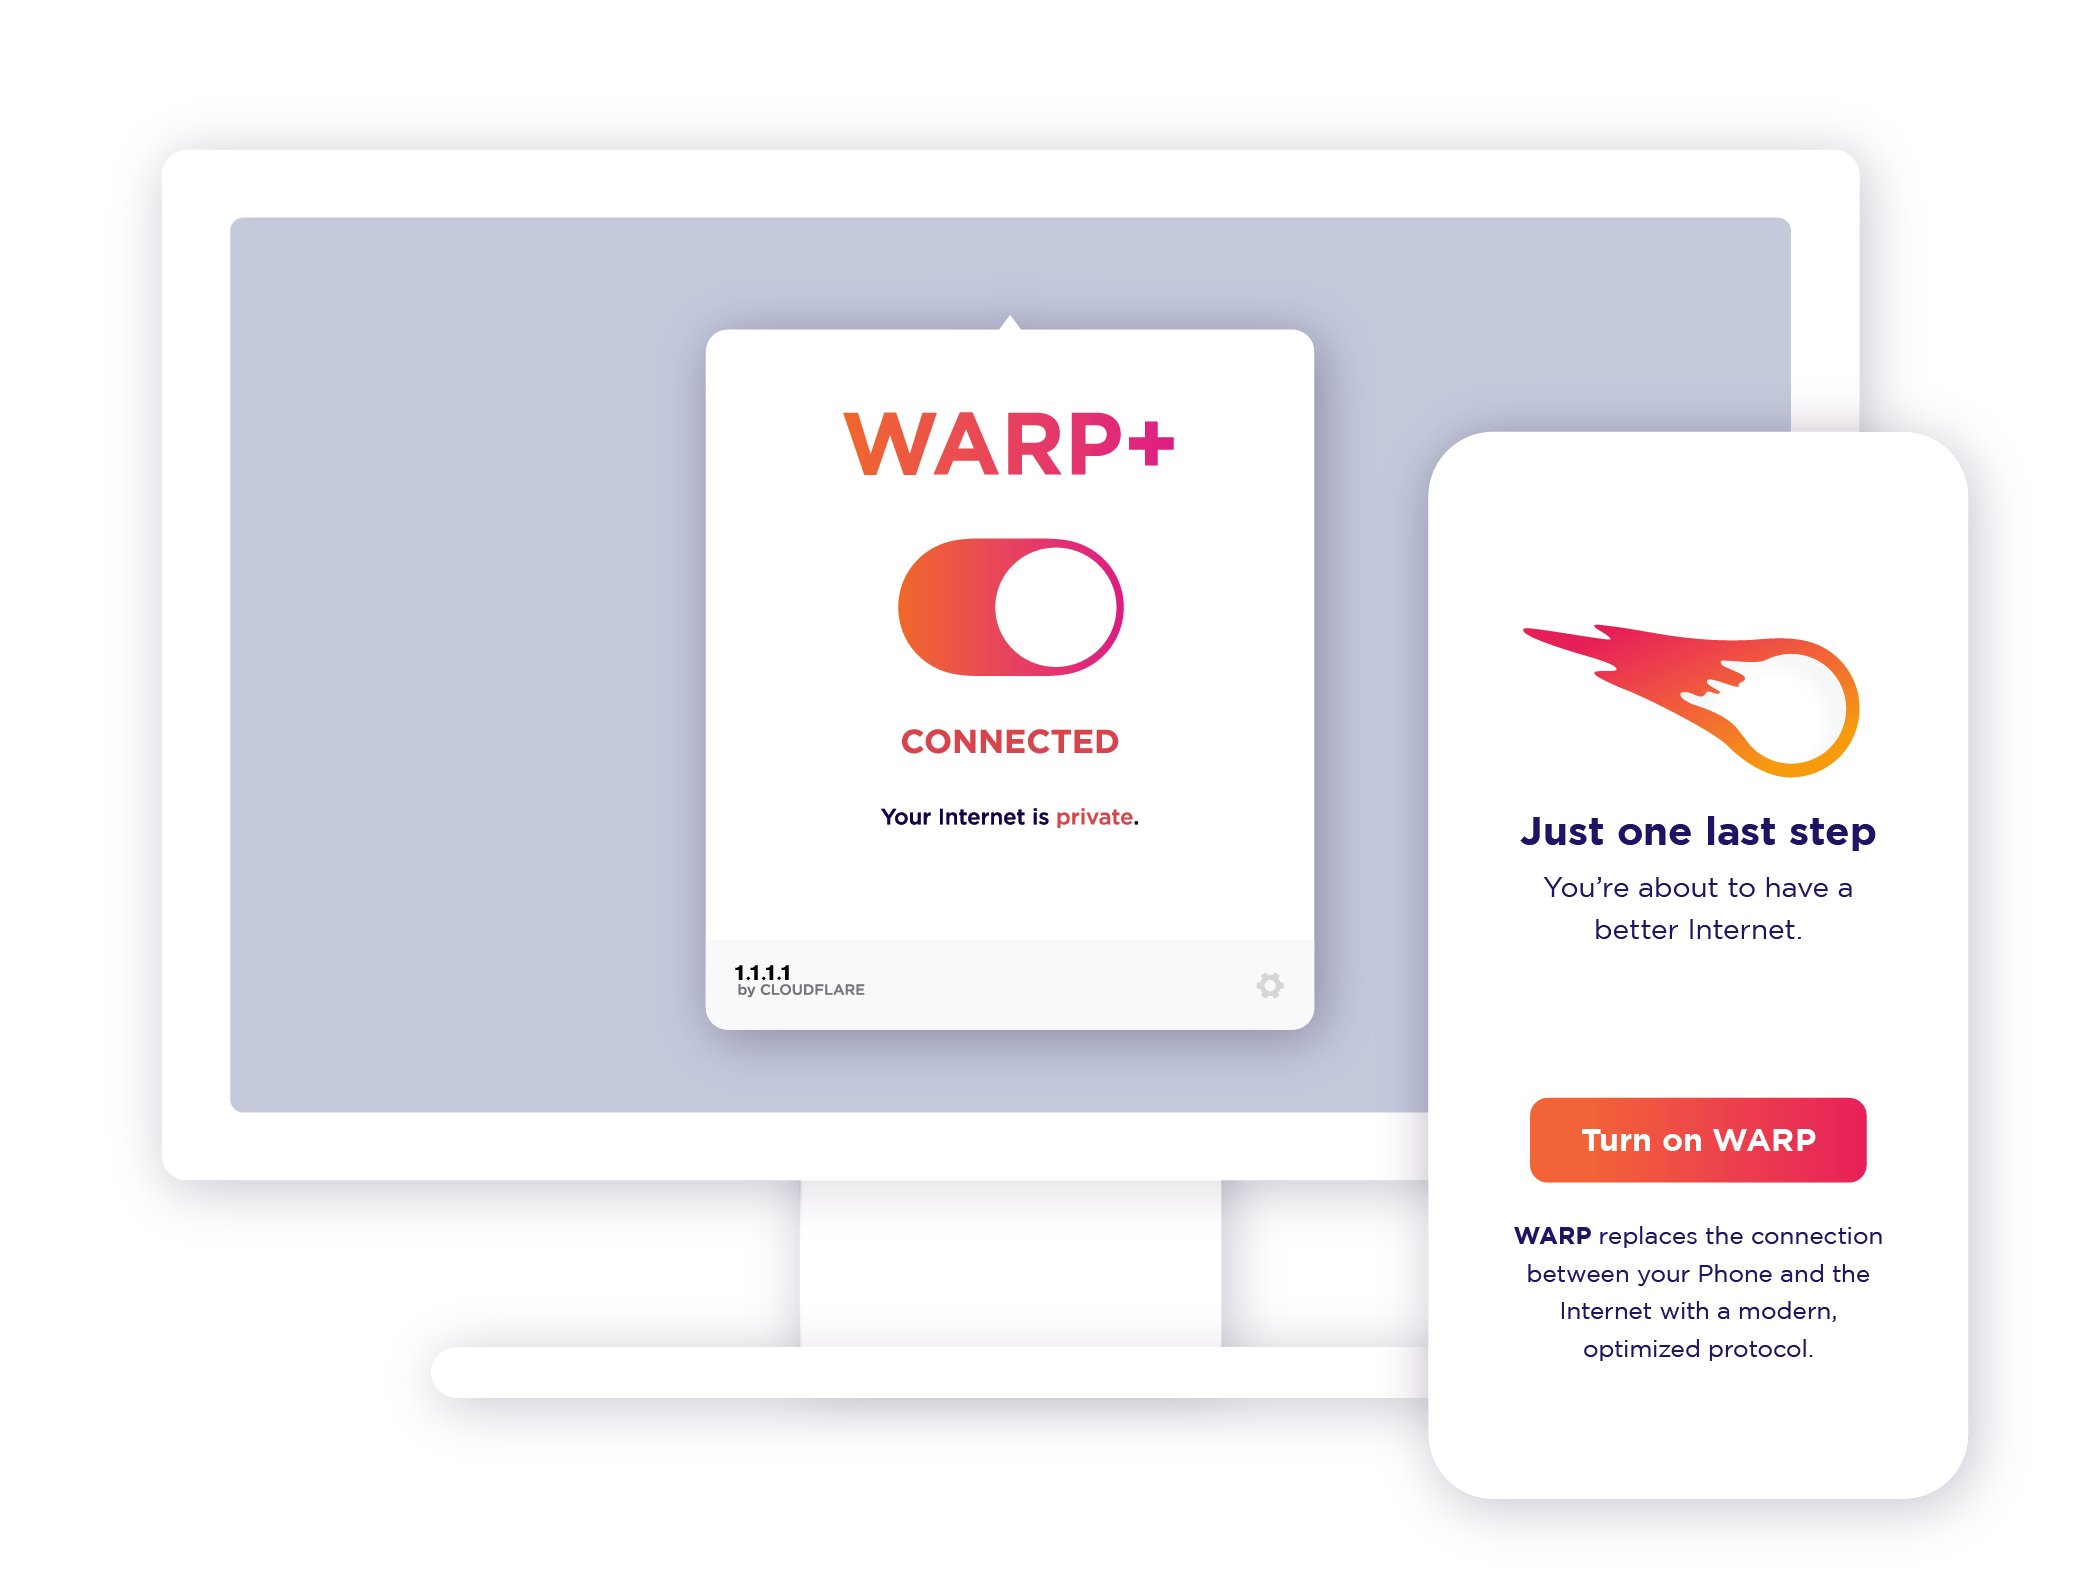 WARP+
CONNECTED
Your Internet is private.
1.1.1.1
by CLOUDFLARE
Just one last step
You’re about to have a
better Internet.
Turn on WARP
WARP replaces the connection
between your Phone and the
Internet with a modern,
optimized protocol.